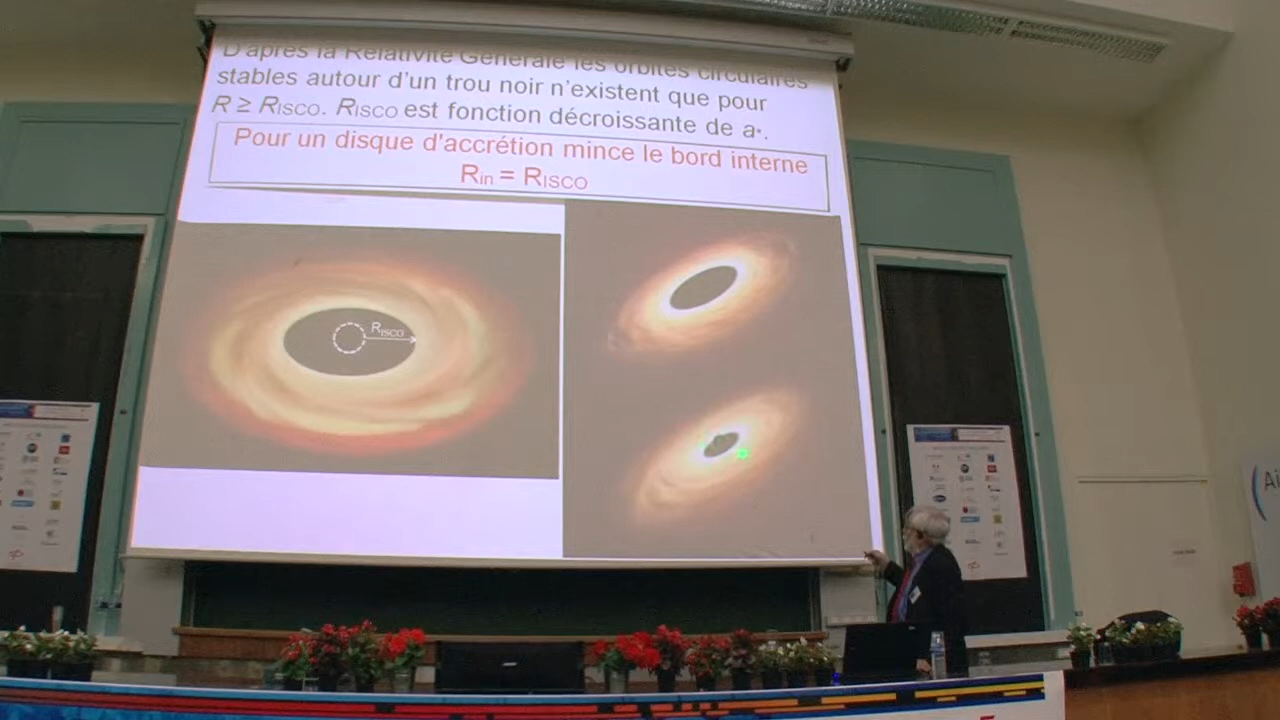 D'après la Relativité Générale les orbites circulaires
stables autour d'un trou noir n'existent que pour
R ≥ RISCO. RISCO est fonction décroissante de a*.
Pour un disque d'accrétion mince le bord interne
Rin = RISCO
RISCO
Ai